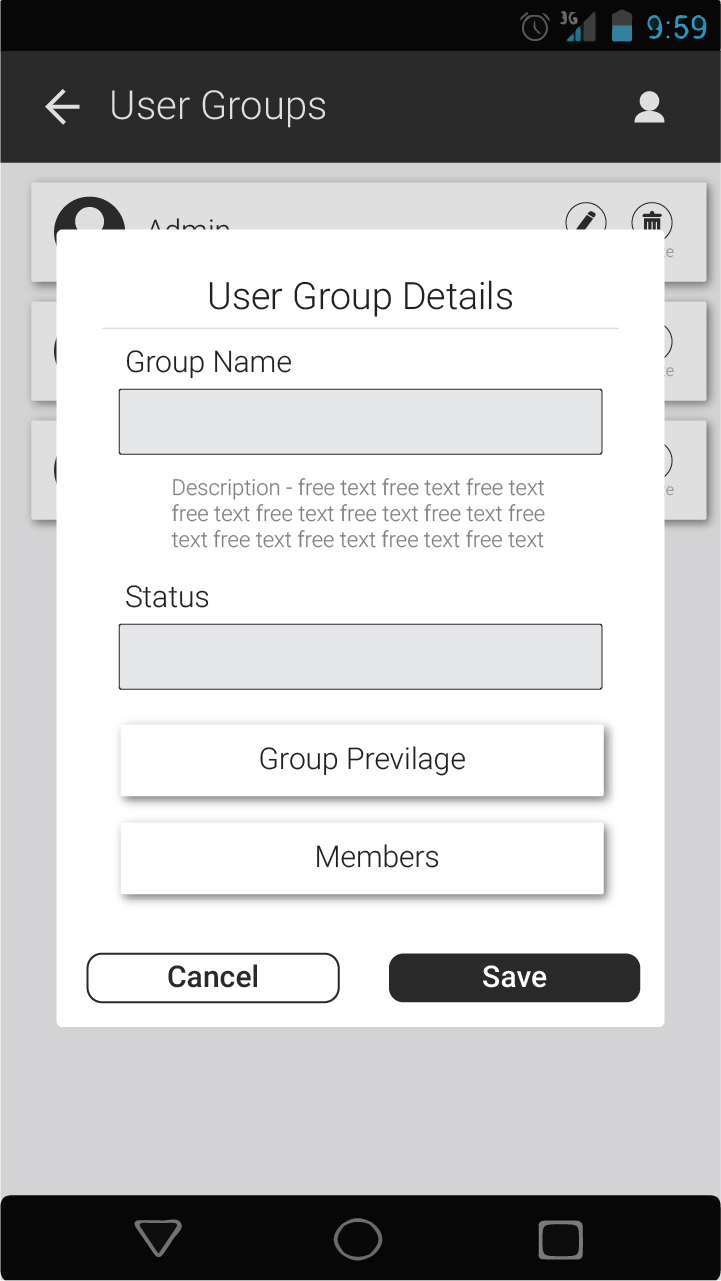 3G 9:59
User Groups
Admin
User Group Details
Group Name
Description - free text free text free text
free text free text free text free text free
text free text free text free text free text
Status
Group Previlage
Members
Cancel Save